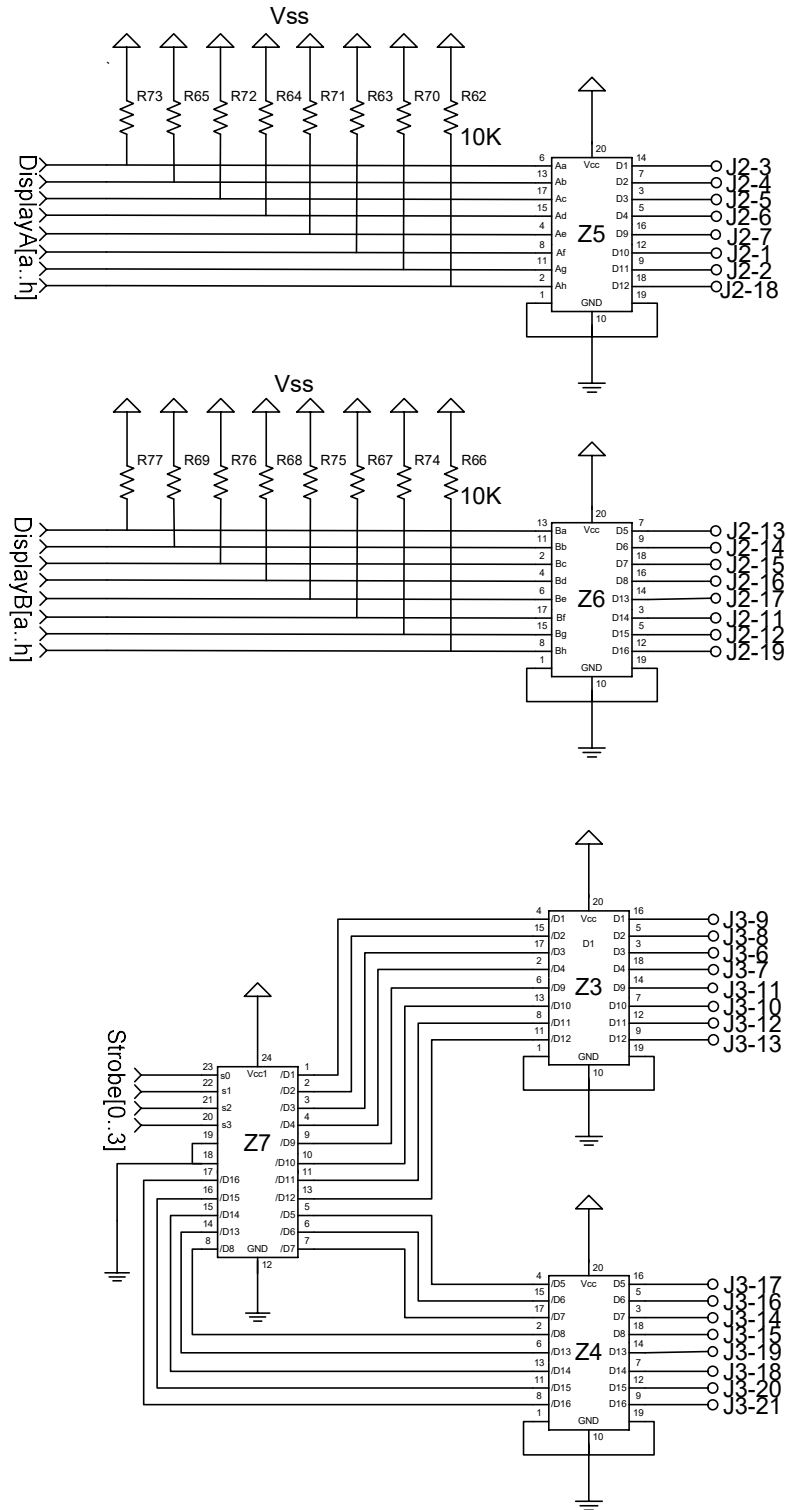 Vss
R73 R65 R72 R64 R71 R63 R70 R62
10K
DisplayA[a..h]
20
Vcc
6 Aa D1 14 J2-3
13 Ab D2 7 J2-4
17 Ac D3 3 J2-5
15 Ad D4 5 J2-6
Z5
4 Ae D9 16 J2-7
8 Af D10 12 J2-1
11 Ag D11 9 J2-2
2 Ah D12 18 J2-18
1 GND 19
10
Vss
R77 R69 R76 R68 R75 R67 R74 R66
10K
DisplayB[a..h]
20
Vcc
13 Ba D5 7 J2-13
11 Bb D6 9 J2-14
2 Bc D7 18 J2-15
4 Bd D8 16 J2-16
Z6
6 Be D13 14 J2-17
17 Bf D14 3 J2-11
15 Bg D15 5 J2-12
8 Bh D16 12 J2-19
1 GND 19
10
20
Vcc
4 /D1 D1 16 J3-9
15 /D2 D2 5 J3-8
D1
17 /D3 D3 3 J3-6
2 /D4 D4 18 J3-7
Z3
6 /D9 D9 14 J3-11
13 /D10 D10 7 J3-10
8 /D11 D11 12 J3-12
11 /D12 D12 9 J3-13
1 GND 19
10
Strobe[0..3]
24
Vcc1
23 s0 /D1 1
22 s1 /D2 2
21 s2 /D3 3
20 s3 /D4 4
19 Z7 /D9 9
18 /D10 10
17 /D16 /D11 11
16 /D15 /D12 13
15 /D14 /D5 5
14 /D13 /D6 6
8 /D8 GND /D7 7
12
20
Vcc
4 /D5 D5 16 J3-17
15 /D6 D6 5 J3-16
17 /D7 D7 3 J3-14
2 /D8 D8 18 J3-15
Z4
6 /D13 D13 14 J3-19
13 /D14 D14 7 J3-18
11 /D15 D15 12 J3-20
8 /D16 D16 9 J3-21
1 GND 19
10